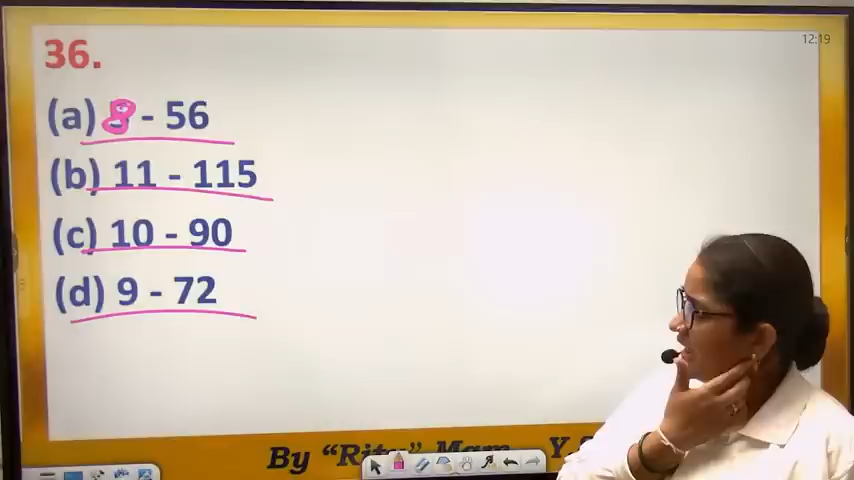 12:19
36.
(a) 8 - 56
(b) 11 - 115
(c) 10 - 90
(d) 9 - 72
By "Ritu" Mam